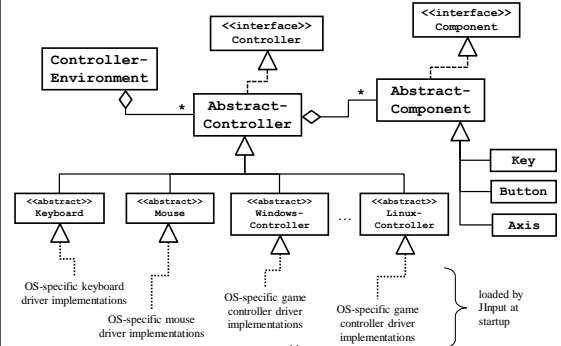 <<interface>>
Controller
<<interface>>
Component
Controller-
Environment
*
Abstract-
Controller
*
Abstract-
Component
Key
Button
Axis
<<abstract>>
Keyboard
<<abstract>>
Mouse
<<abstract>>
Windows-
Controller
...
<<abstract>>
Linux-
Controller
OS-specific keyboard
driver implementations
OS-specific mouse
driver implementations
OS-specific game
controller driver
implementations
OS-specific game
controller driver
implementations
loaded by
JInput at
startup